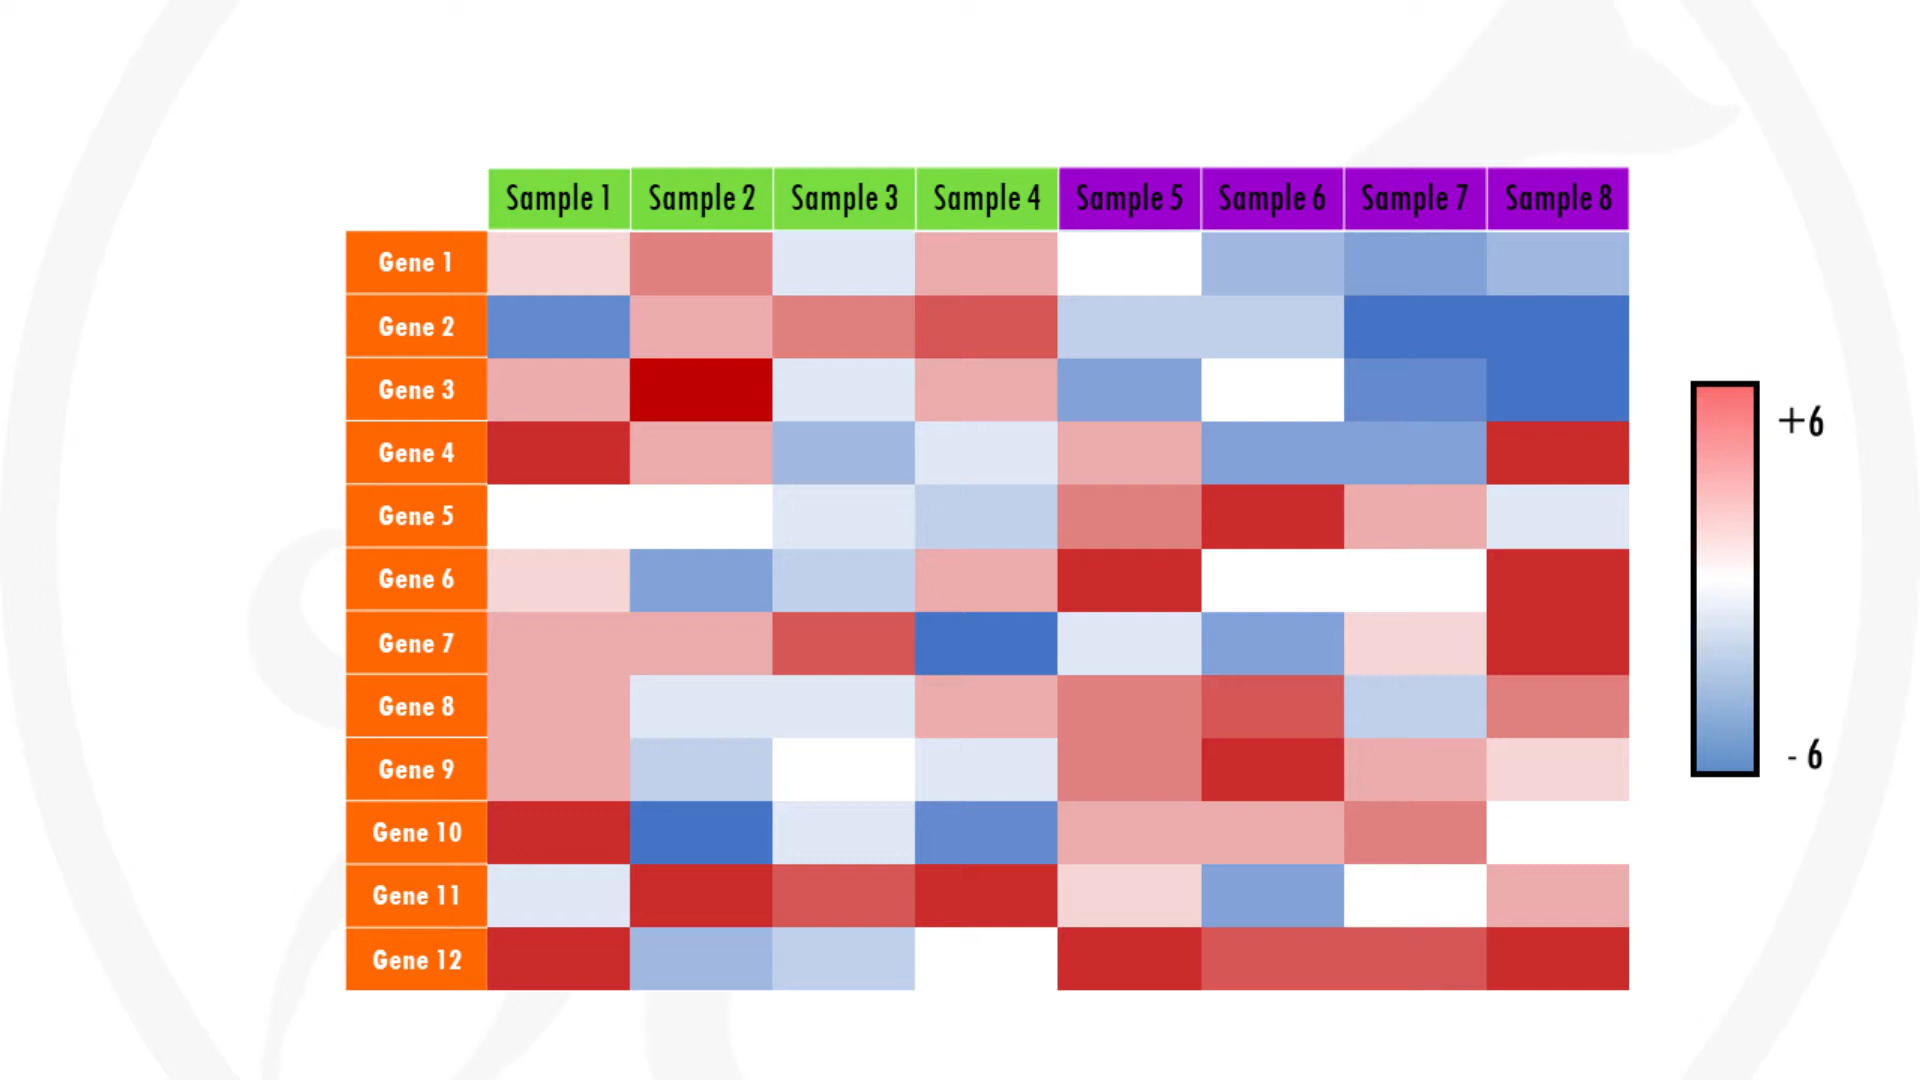 Sample 1 Sample 2 Sample 3 Sample 4 Sample 5 Sample 6 Sample 7 Sample 8
Gene 1
Gene 2
Gene 3
+6
Gene 4
Gene 5
Gene 6
Gene 7
Gene 8
- 6
Gene 9
Gene 10
Gene 11
Gene 12